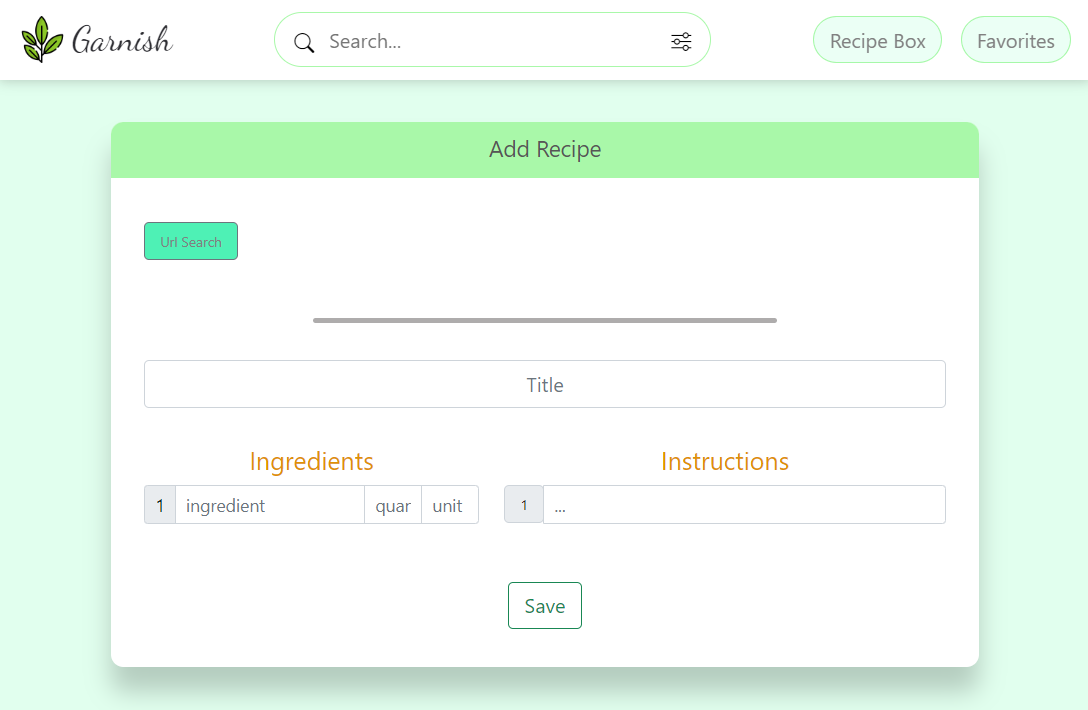 Garnish
Search...
Recipe Box
Favorites
Add Recipe
Url Search
Title
Ingredients
Instructions
1 ingredient quar unit
1 ...
Save